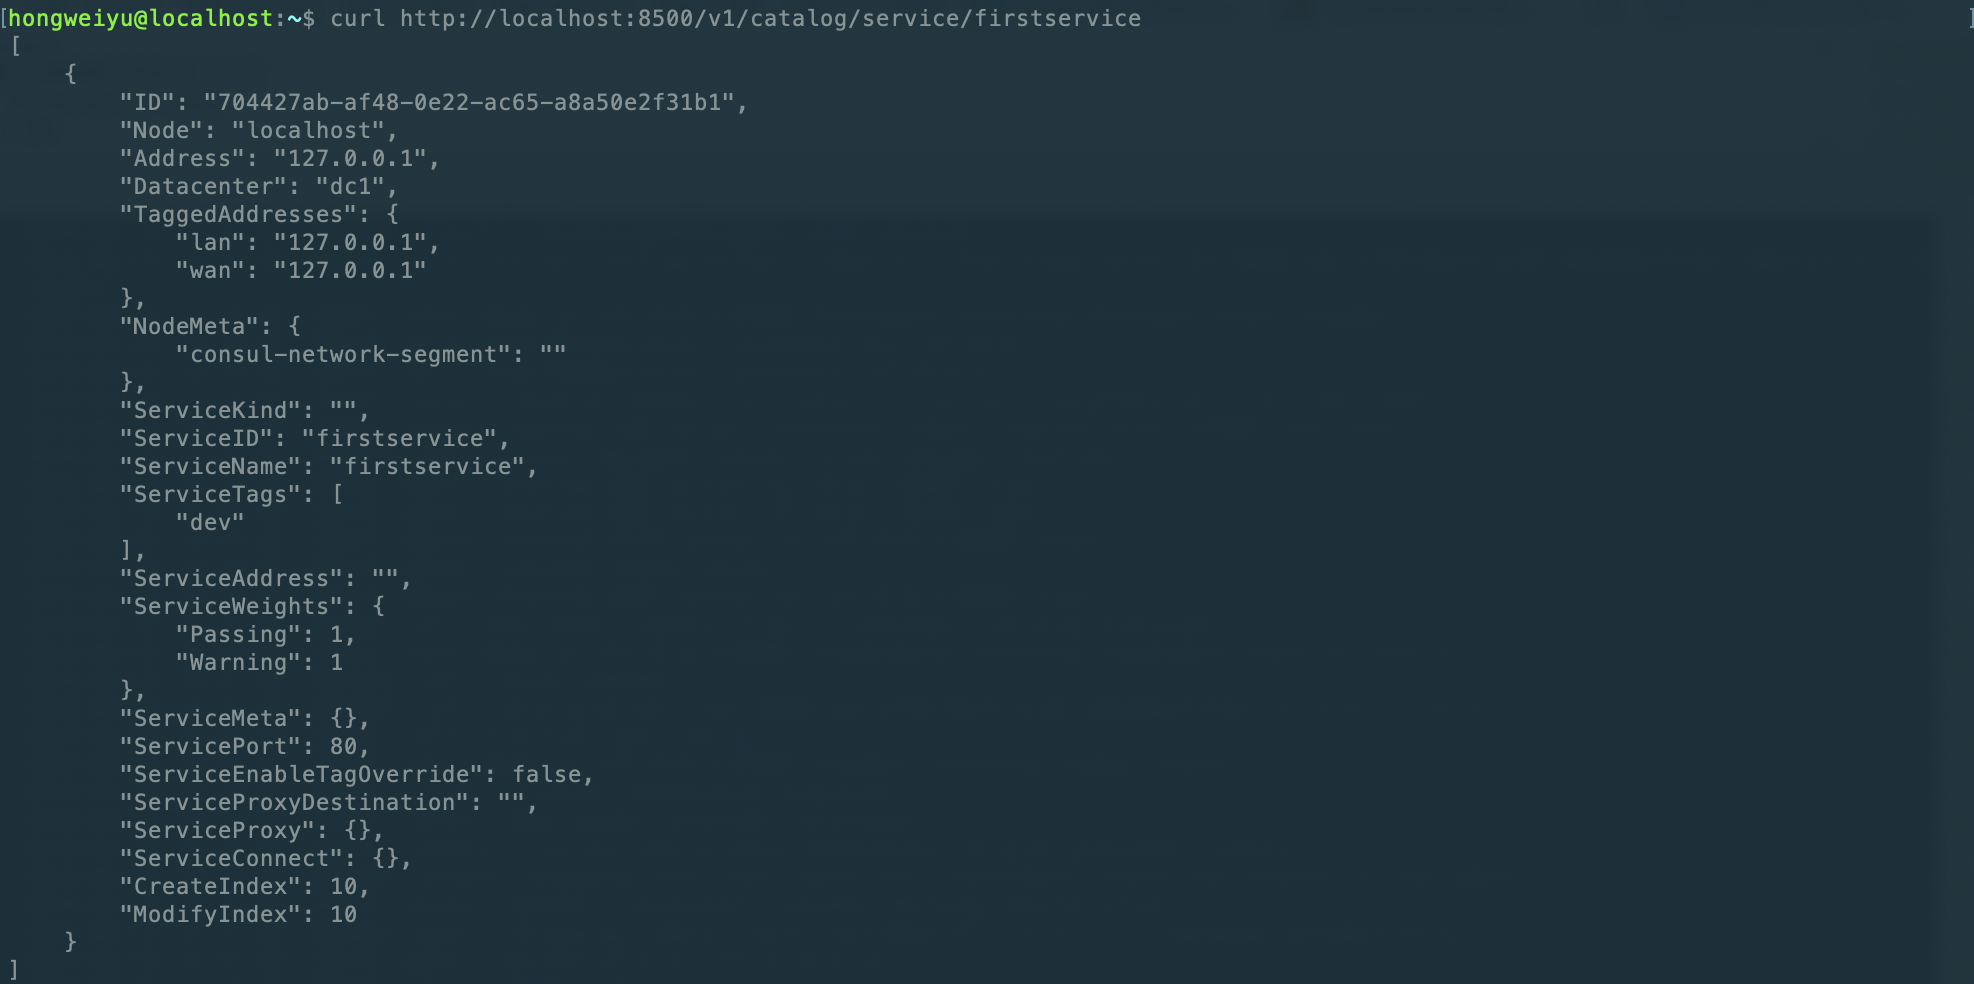 [hongweiyu@localhost:~$ curl http://localhost:8500/v1/catalog/service/firstservice ]
[
    {
        "ID": "704427ab-af48-0e22-ac65-a8a50e2f31b1",
        "Node": "localhost",
        "Address": "127.0.0.1",
        "Datacenter": "dc1",
        "TaggedAddresses": {
            "lan": "127.0.0.1",
            "wan": "127.0.0.1"
        },
        "NodeMeta": {
            "consul-network-segment": ""
        },
        "ServiceKind": "",
        "ServiceID": "firstservice",
        "ServiceName": "firstservice",
        "ServiceTags": [
            "dev"
        ],
        "ServiceAddress": "",
        "ServiceWeights": {
            "Passing": 1,
            "Warning": 1
        },
        "ServiceMeta": {},
        "ServicePort": 80,
        "ServiceEnableTagOverride": false,
        "ServiceProxyDestination": "",
        "ServiceProxy": {},
        "ServiceConnect": {},
        "CreateIndex": 10,
        "ModifyIndex": 10
    }
]